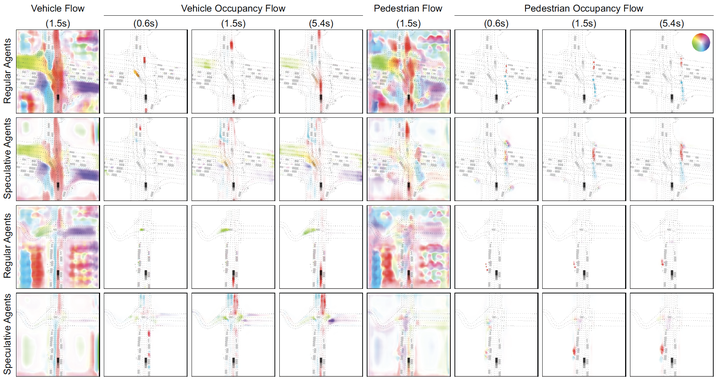 Vehicle Flow Vehicle Occupancy Flow Pedestrian Flow Pedestrian Occupancy Flow
(1.5s) (0.6s) (1.5s) (5.4s) (1.5s) (0.6s) (1.5s) (5.4s)
Regular Agents
Speculative Agents
Regular Agents
Speculative Agents